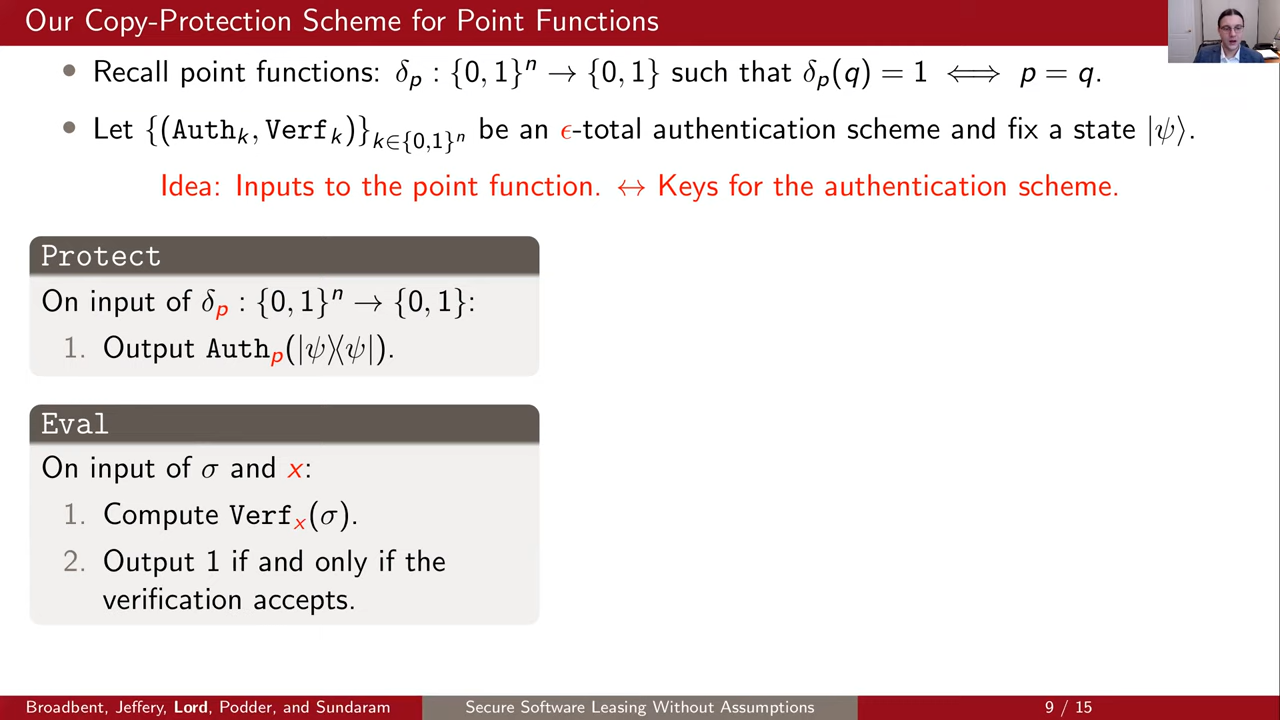 Our Copy-Protection Scheme for Point Functions
• Recall point functions: δ_p : {0, 1}^n → {0, 1} such that δ_p(q) = 1 ⟺ p = q.
• Let {(Auth_k, Verf_k)}_{k∈{0,1}^n} be an ϵ-total authentication scheme and fix a state |ψ⟩.
Idea: Inputs to the point function. ↔ Keys for the authentication scheme.
Protect
On input of δ_p : {0, 1}^n → {0, 1}:
1. Output Auth_p(|ψ⟩⟨ψ|).
Eval
On input of σ and x:
1. Compute Verf_x(σ).
2. Output 1 if and only if the
verification accepts.
Broadbent, Jeffery, Lord, Podder, and Sundaram
Secure Software Leasing Without Assumptions
9 / 15